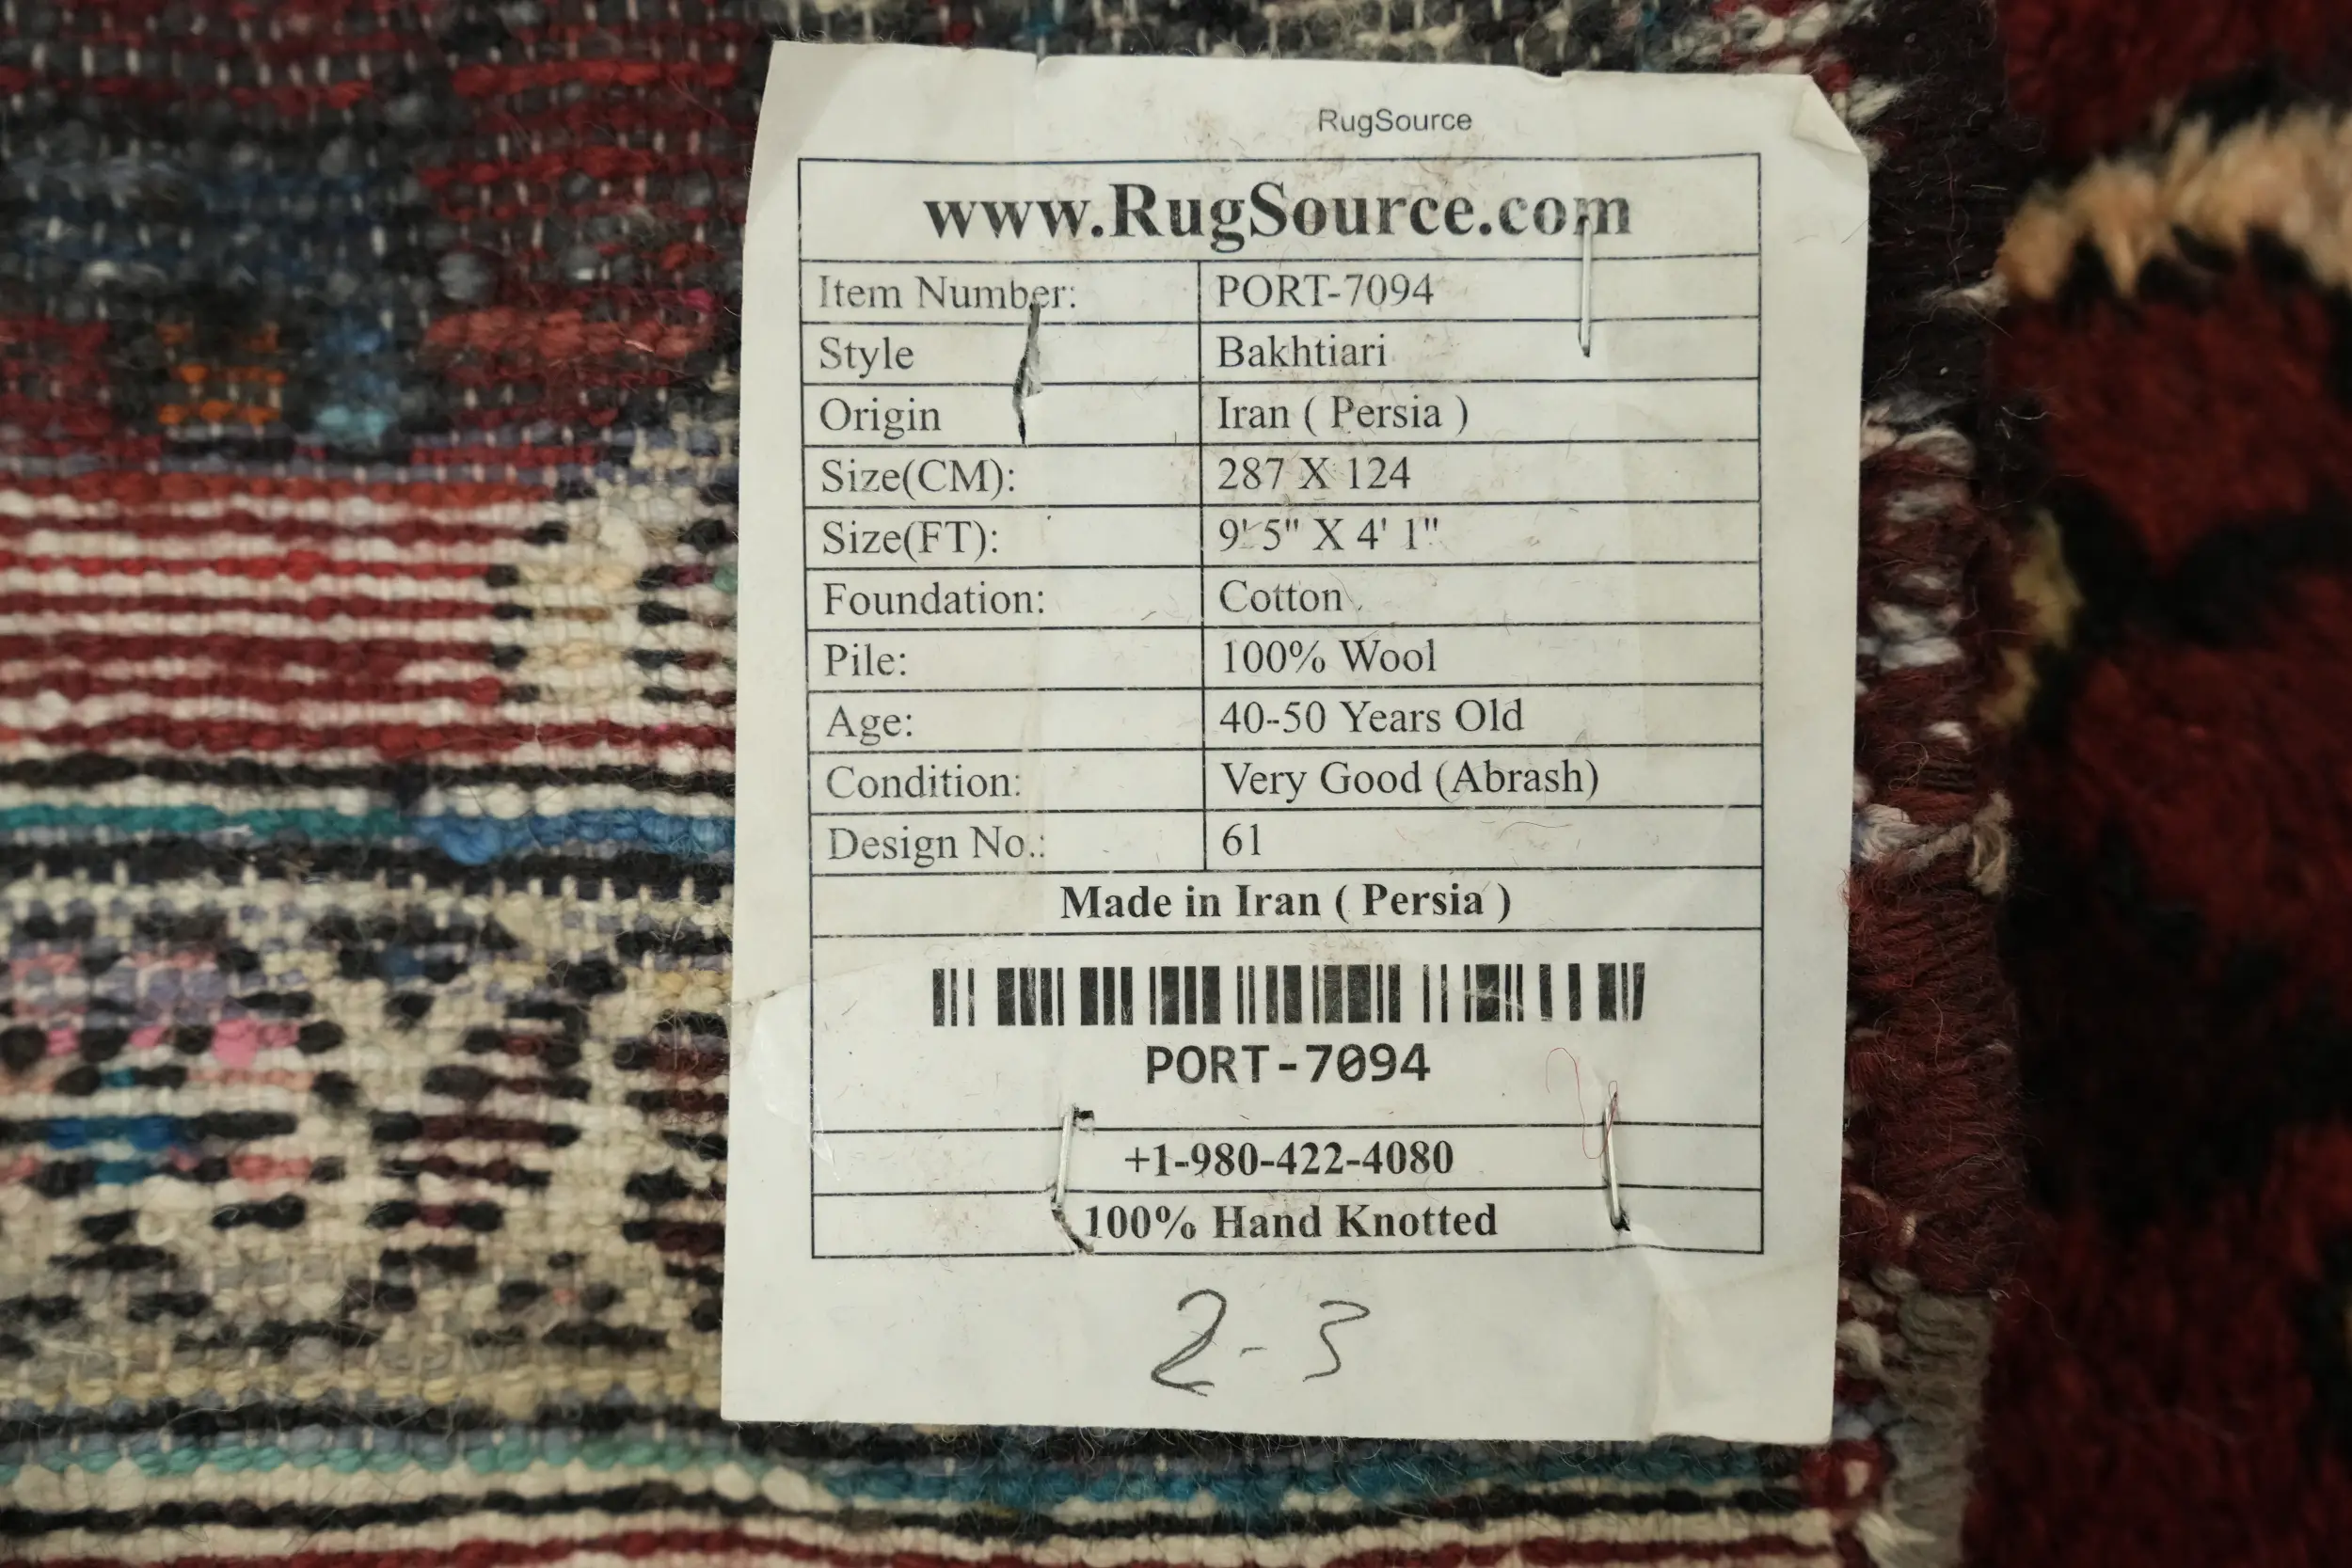 RugSource
www.RugSource.com
Item Number: PORT-7094
Style Bakhtiari
Origin Iran ( Persia )
Size(CM): 287 X 124
Size(FT): 9' 5" X 4' 1"
Foundation: Cotton
Pile: 100% Wool
Age: 40-50 Years Old
Condition: Very Good (Abrash)
Design No.: 61
Made in Iran ( Persia )
PORT-7094
+1-980-422-4080
100% Hand Knotted
2-3